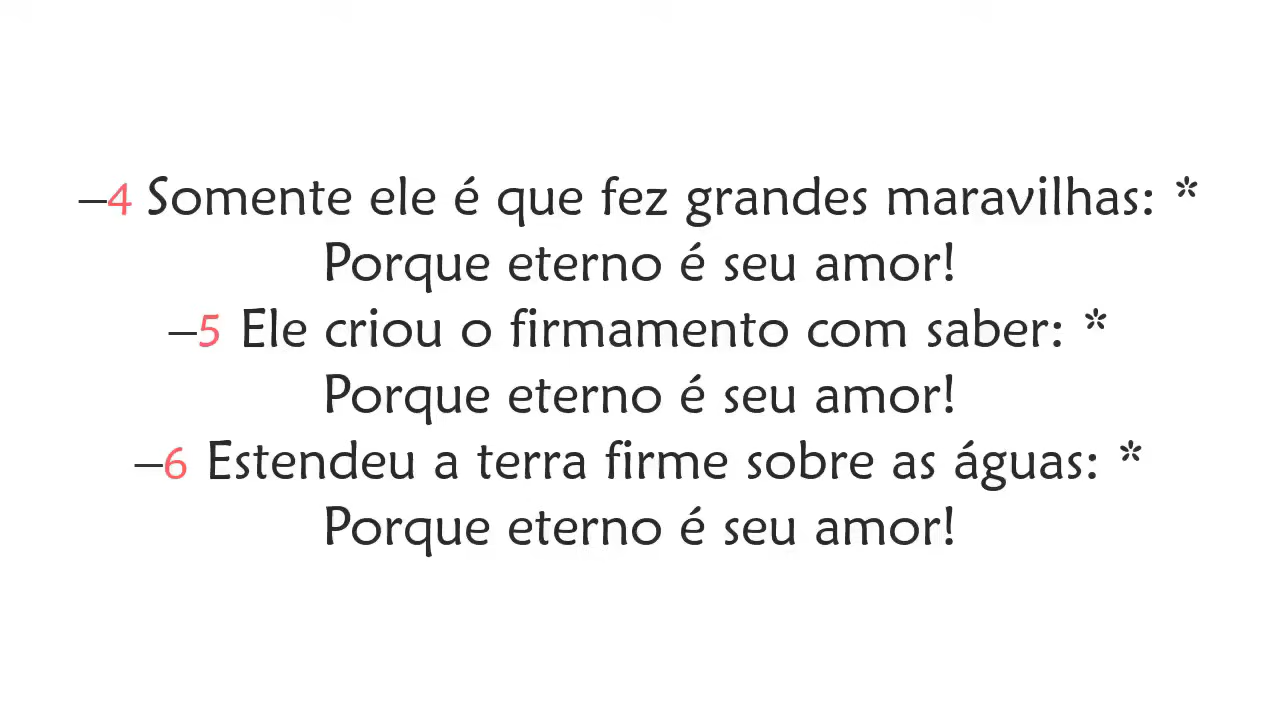 –4 Somente ele é que fez grandes maravilhas: *
Porque eterno é seu amor!
–5 Ele criou o firmamento com saber: *
Porque eterno é seu amor!
–6 Estendeu a terra firme sobre as águas: *
Porque eterno é seu amor!